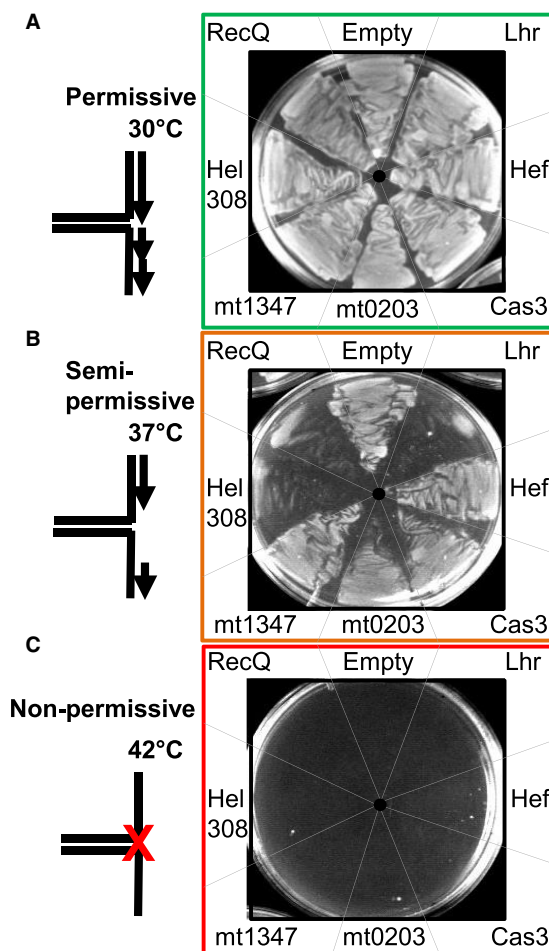 A
RecQ Empty Lhr
Permissive
30°C
Hel
308
Hef
mt1347 mt0203 Cas3
B
RecQ Empty Lhr
Semi-
permissive
37°C
Hel
308
Hef
mt1347 mt0203 Cas3
C
RecQ Empty Lhr
Non-permissive
42°C
Hel
308
Hef
X
mt1347 mt0203 Cas3